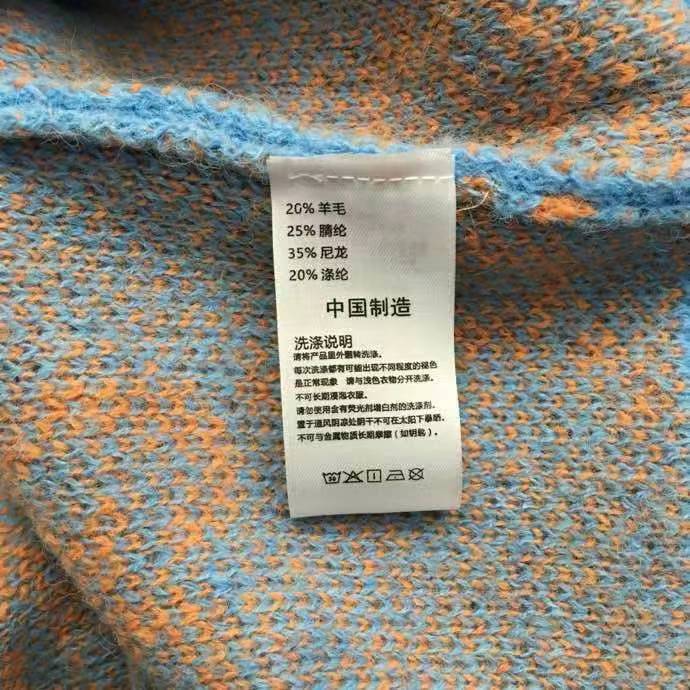 20% 羊毛
25% 腈纶
35% 尼龙
20% 涤纶
中国制造
洗涤说明
请将产品里外翻转洗涤。
每次洗涤都有可能出现不同程度的褪色
是正常现象 请与浅色衣物分开洗涤。
不可长期浸泡衣服。
请勿使用含有荧光剂增白剂的洗涤剂。
置于通风阴凉处阴干不可在太阳下暴晒。
不可与金属物质长期摩擦（如钥匙）
30